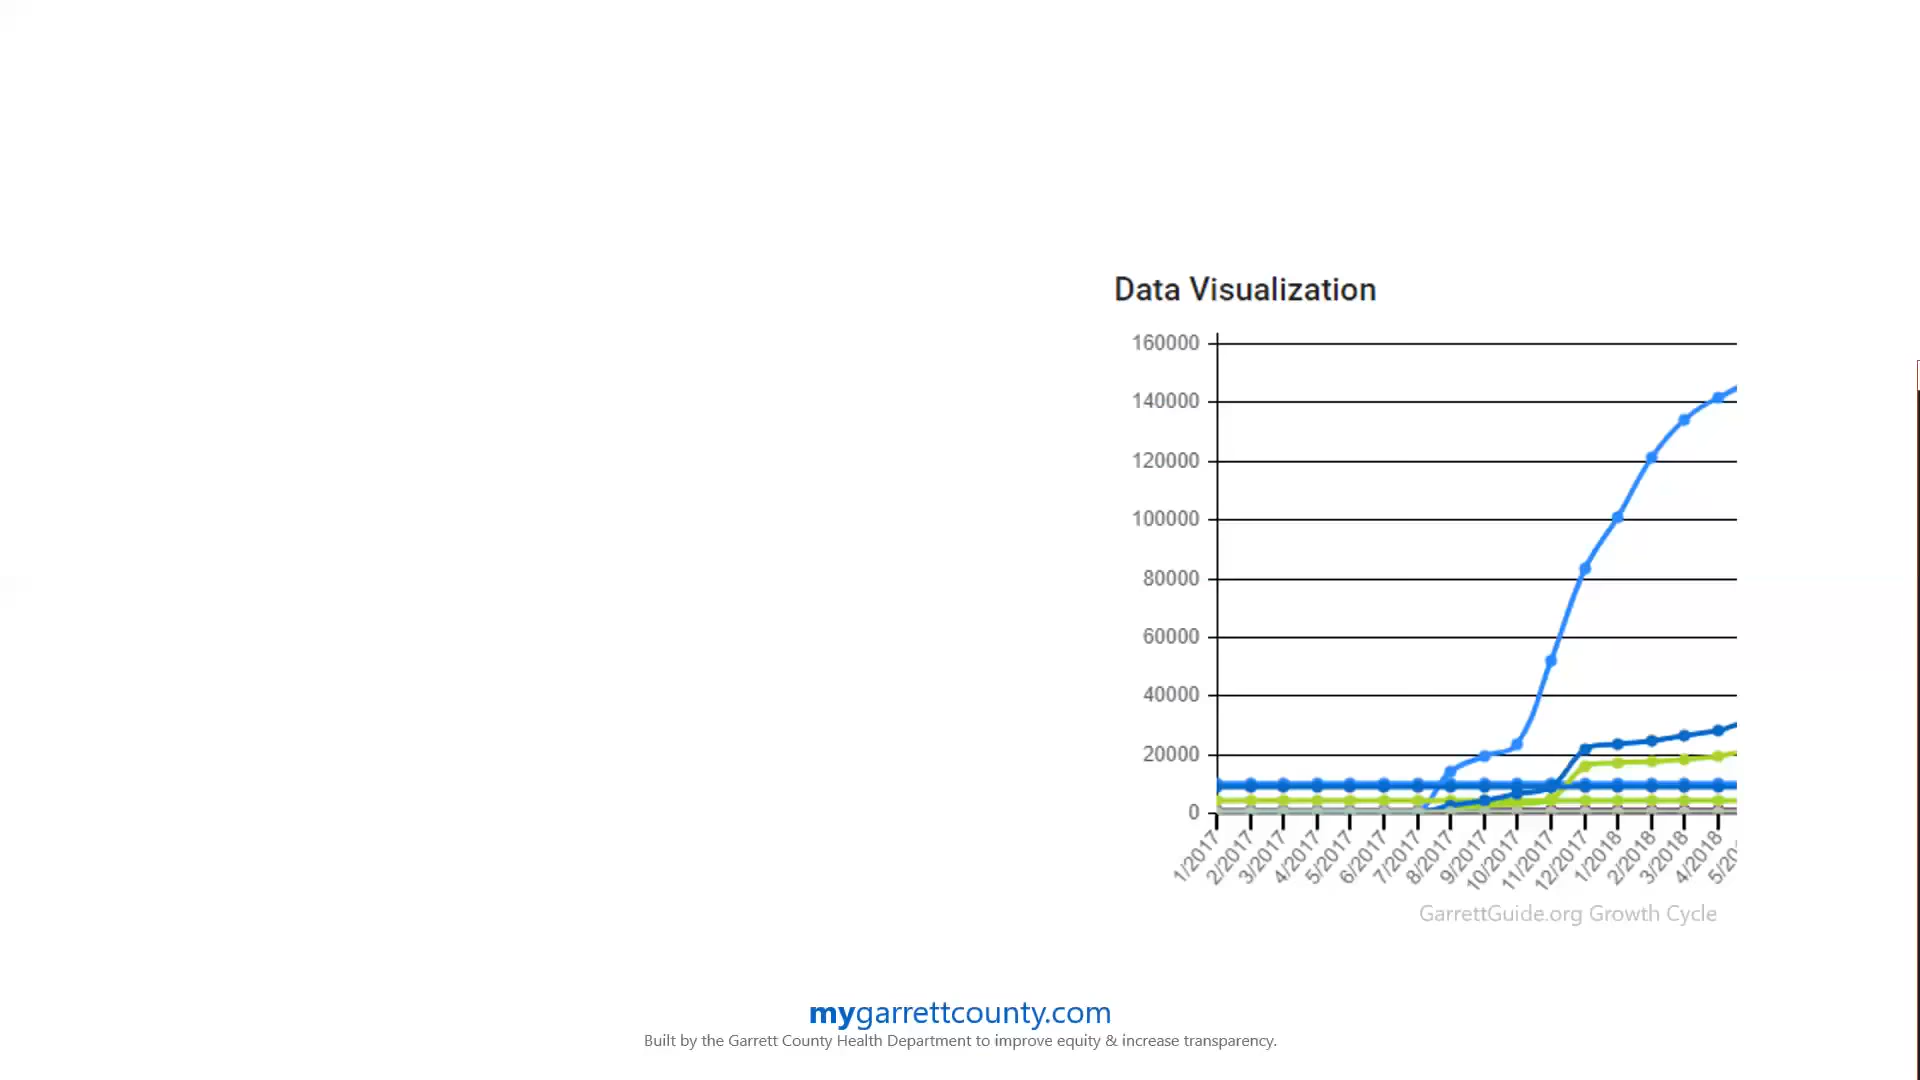 Data Visualization
160000
140000
120000
100000
80000
60000
40000
20000
0
1/2017 2/2017 3/2017 4/2017 5/2017 6/2017 7/2017 8/2017 9/2017 10/2017 11/2017 12/2017 1/2018 2/2018 3/2018 4/2018 5/20
GarrettGuide.org Growth Cycle
mygarrettcounty.com
Built by the Garrett County Health Department to improve equity & increase transparency.